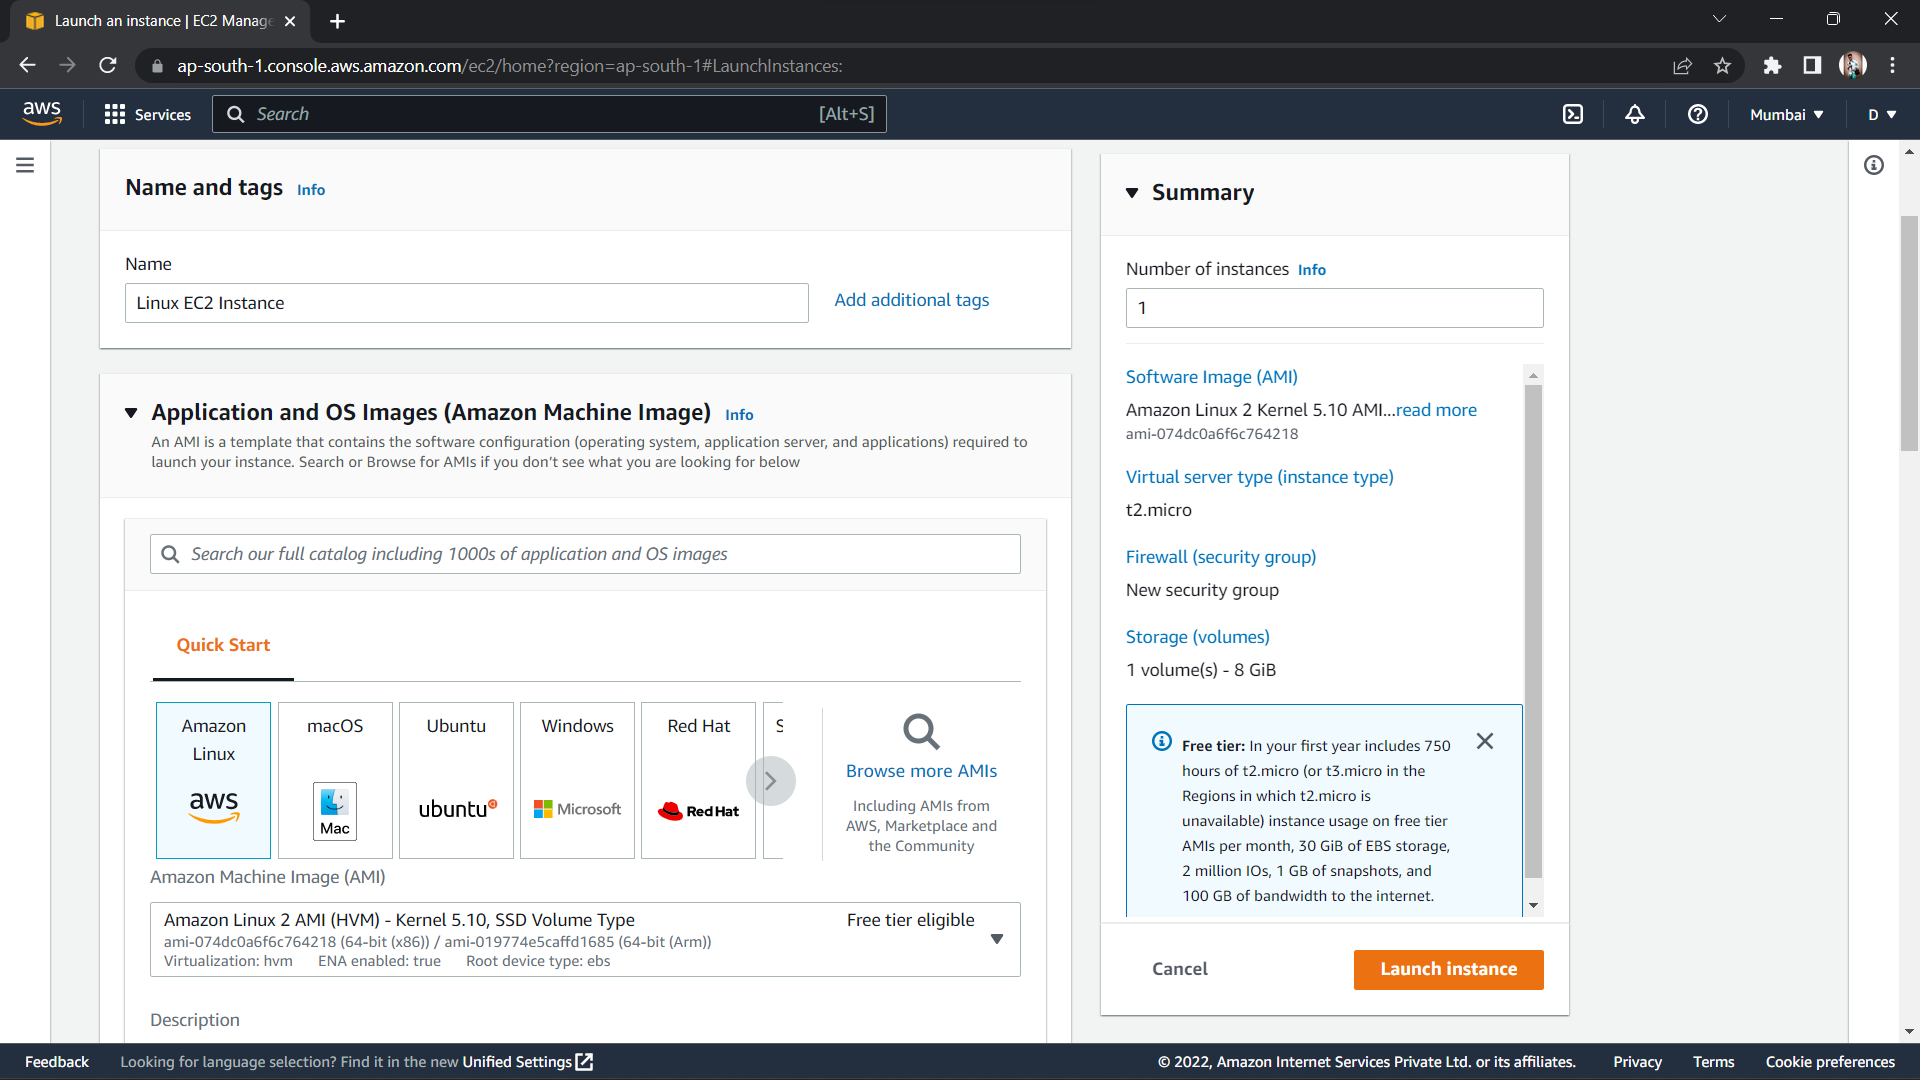 Launch an instance | EC2 Manage
ap-south-1.console.aws.amazon.com/ec2/home?region=ap-south-1#LaunchInstances:
aws
Services
Search
[Alt+S]
Mumbai
D
Name and tags Info
Name
Linux EC2 Instance
Add additional tags
Application and OS Images (Amazon Machine Image) Info
An AMI is a template that contains the software configuration (operating system, application server, and applications) required to
launch your instance. Search or Browse for AMIs if you don't see what you are looking for below
Search our full catalog including 1000s of application and OS images
Quick Start
Amazon
Linux
aws
macOS
Mac
Ubuntu
ubuntu
Windows
Microsoft
Red Hat
Red Hat
S
Browse more AMIs
Including AMIs from
AWS, Marketplace and
the Community
Amazon Machine Image (AMI)
Amazon Linux 2 AMI (HVM) - Kernel 5.10, SSD Volume Type
Free tier eligible
ami-074dc0a6f6c764218 (64-bit (x86)) / ami-019774e5caffd1685 (64-bit (Arm))
Virtualization: hvm ENA enabled: true Root device type: ebs
Description
Summary
Number of instances Info
1
Software Image (AMI)
Amazon Linux 2 Kernel 5.10 AMI...read more
ami-074dc0a6f6c764218
Virtual server type (instance type)
t2.micro
Firewall (security group)
New security group
Storage (volumes)
1 volume(s) - 8 GiB
Free tier: In your first year includes 750
hours of t2.micro (or t3.micro in the
Regions in which t2.micro is
unavailable) instance usage on free tier
AMIs per month, 30 GiB of EBS storage,
2 million IOs, 1 GB of snapshots, and
100 GB of bandwidth to the internet.
Cancel
Launch instance
Feedback
Looking for language selection? Find it in the new Unified Settings
© 2022, Amazon Internet Services Private Ltd. or its affiliates.
Privacy
Terms
Cookie preferences